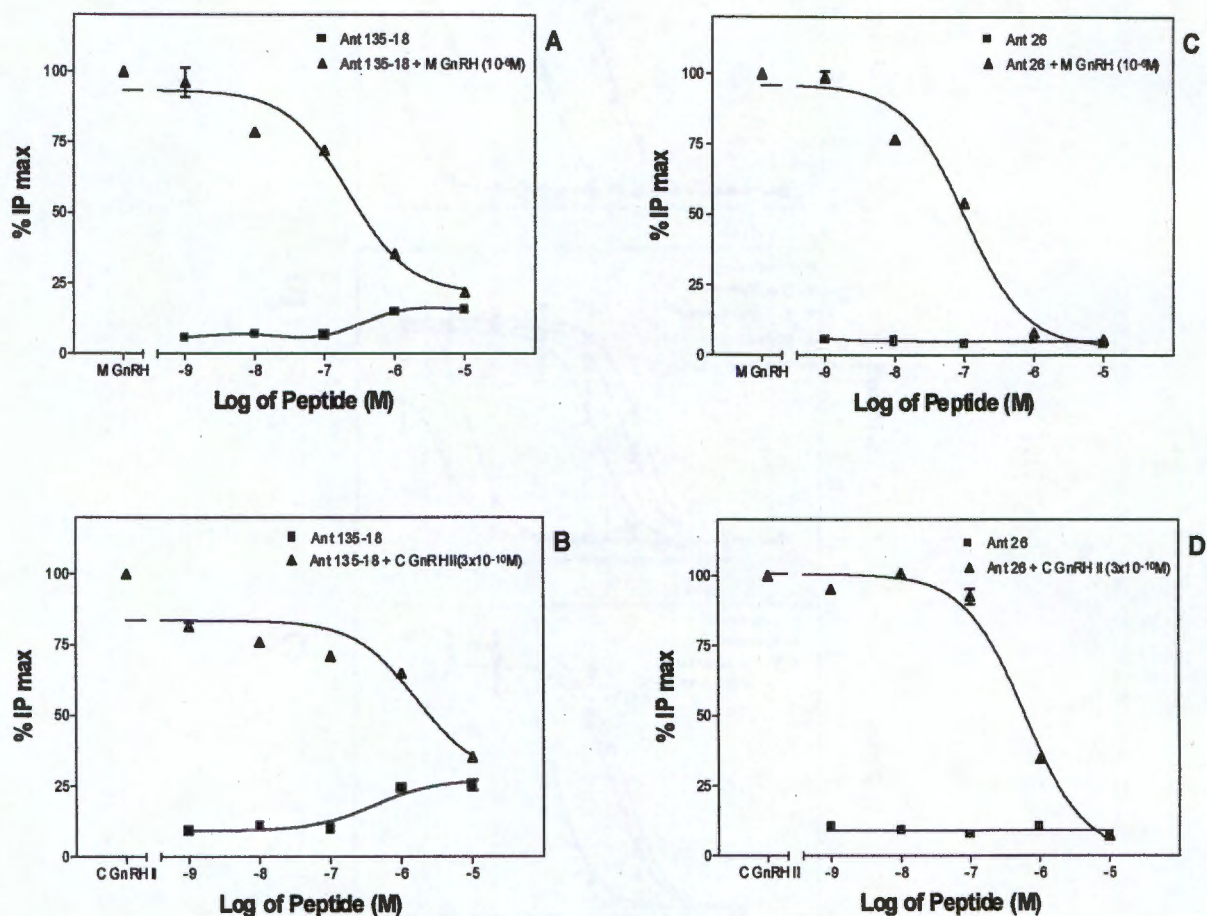 Ant 135-18
Ant 135-18 + M GnRH (10-⁹M)
A
100
75
50
25
0
% IP max
M GnRH
-9
-8
-7
-6
-5
Log of Peptide (M)
Ant 26
Ant 26 + M GnRH (10-⁹M)
C
100
75
50
25
0
% IP max
M GnRH
-9
-8
-7
-6
-5
Log of Peptide (M)
Ant 135-18
Ant 135-18 + C GnRHII(3x10-¹⁰M)
B
100
75
50
25
0
% IP max
C GnRH II
-9
-8
-7
-6
-5
Log of Peptide (M)
Ant 26
Ant 26 + C GnRH II (3x10-¹⁰M)
D
100
75
50
25
0
% IP max
C GnRH II
-9
-8
-7
-6
-5
Log of Peptide (M)